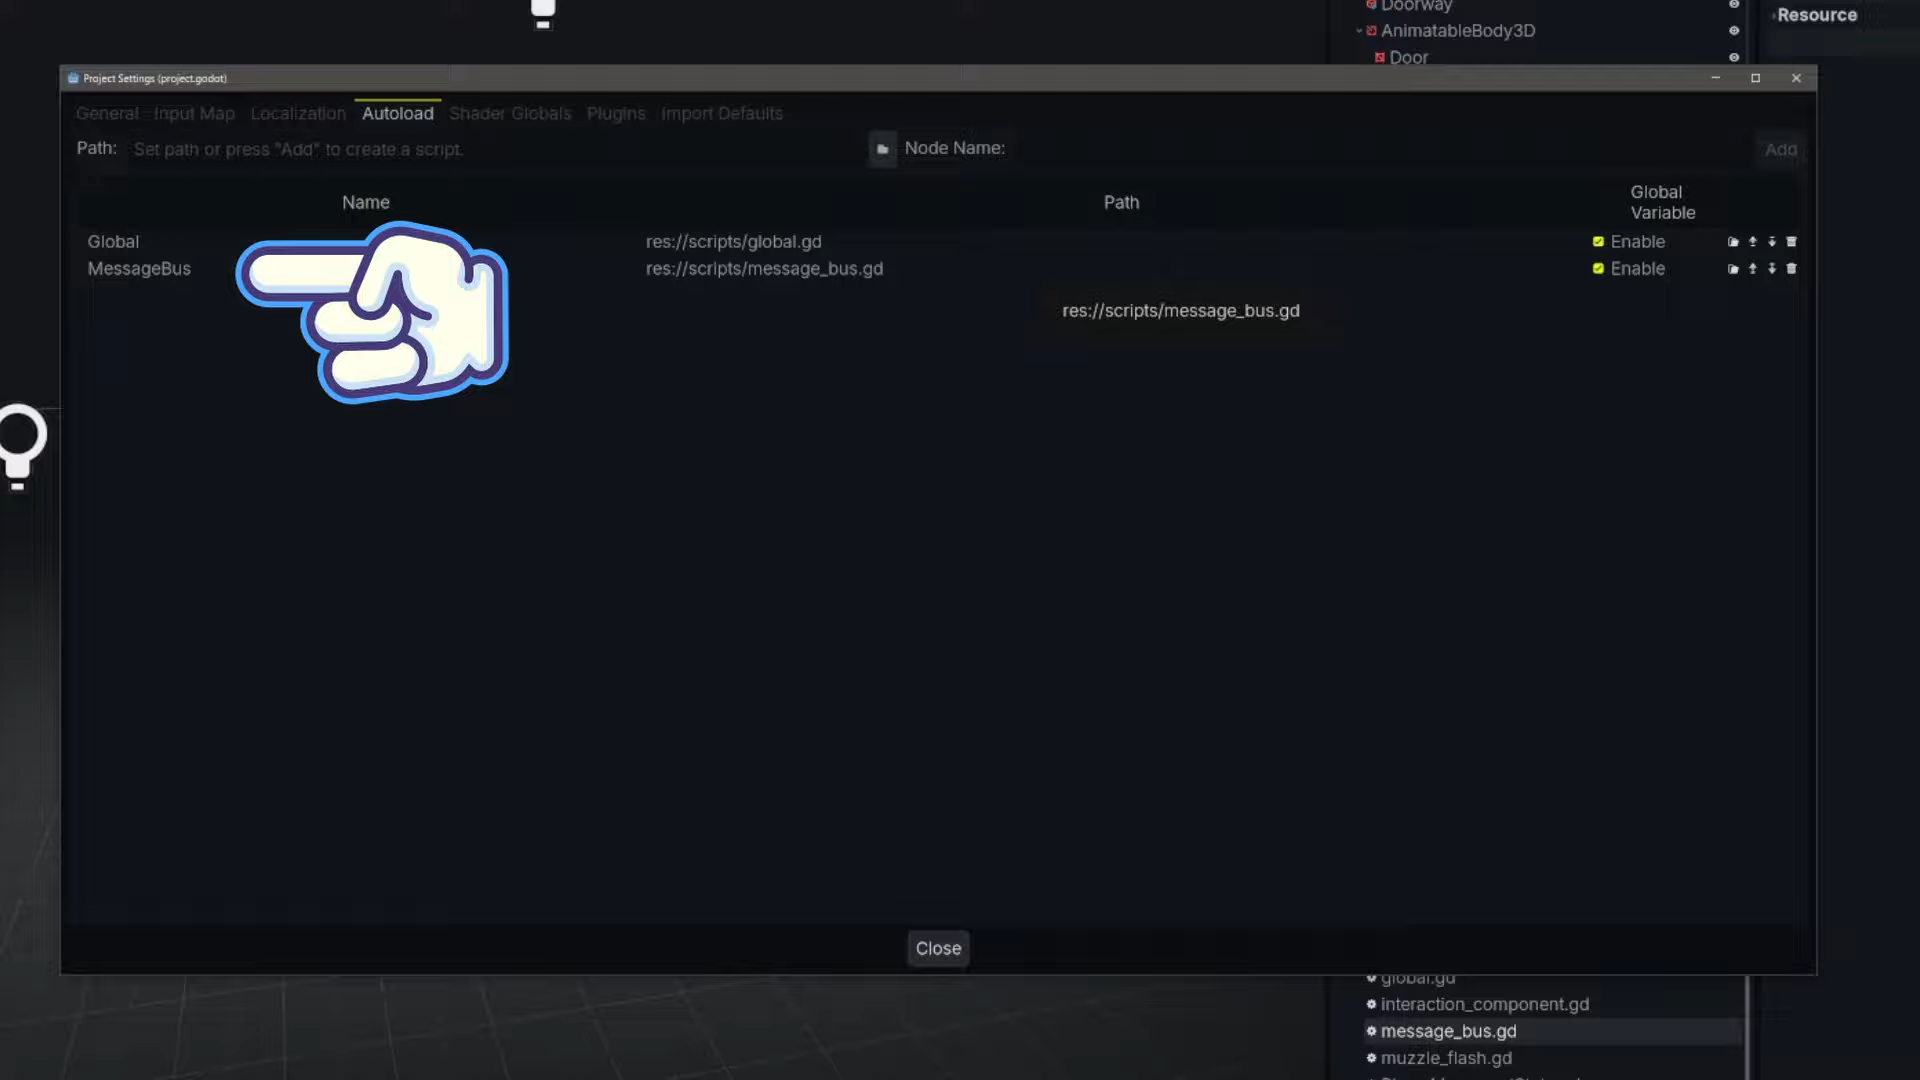 Doorway
AnimatableBody3D
Door
Resource
Project Settings (project.godot)
General Input Map Localization Autoload Shader Globals Plugins Import Defaults
Path: Set path or press "Add" to create a script. Node Name: Add
Name Path Global Variable
Global res://scripts/global.gd Enable
MessageBus res://scripts/message_bus.gd Enable
res://scripts/message_bus.gd
Close
global.gd
interaction_component.gd
message_bus.gd
muzzle_flash.gd